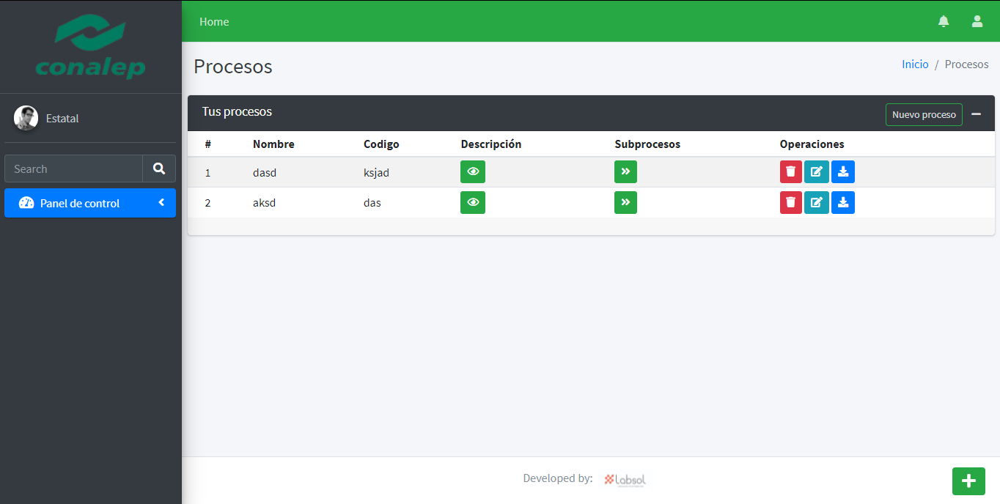 conalep
Home
Procesos
Inicio / Procesos
Estatal
Search
Panel de control
Tus procesos
Nuevo proceso
# Nombre Codigo Descripción Subprocesos Operaciones
1 dasd ksjad
2 aksd das
Developed by: Labsol